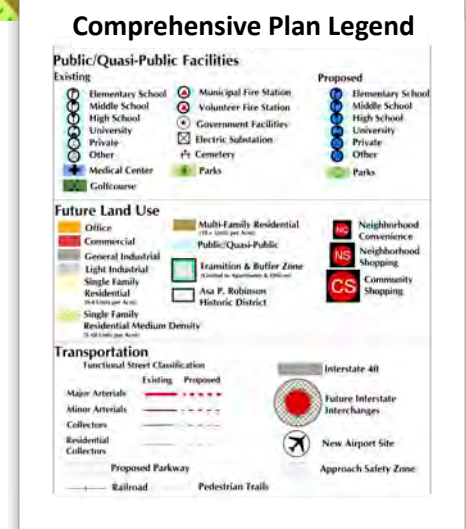 Comprehensive Plan Legend
Public/Quasi-Public Facilities
Existing
Elementary School
Middle School
High School
University
Private
Other
Medical Center
Golfcourse
Municipal Fire Station
Volunteer Fire Station
Government Facilities
Electric Substation
Cemetery
Parks
Proposed
Elementary School
Middle School
High School
University
Private
Other
Parks
Future Land Use
Office
Commercial
General Industrial
Light Industrial
Single Family
Residential
Single Family
Residential Medium Density
Multi-Family Residential
Public/Quasi-Public
Transition & Buffer Zone
(Limited to Apartments & Offices)
Asa P. Robinson
Historic District
NC Neighborhood
Convenience
NS Neighborhood
Shopping
CS Community
Shopping
Transportation
Functional Street Classification
Existing Proposed
Major Arterials
Minor Arterials
Collectors
Residential
Collectors
Proposed Parkway
Railroad
Pedestrian Trails
Interstate 40
Future Interstate
Interchanges
New Airport Site
Approach Safety Zone